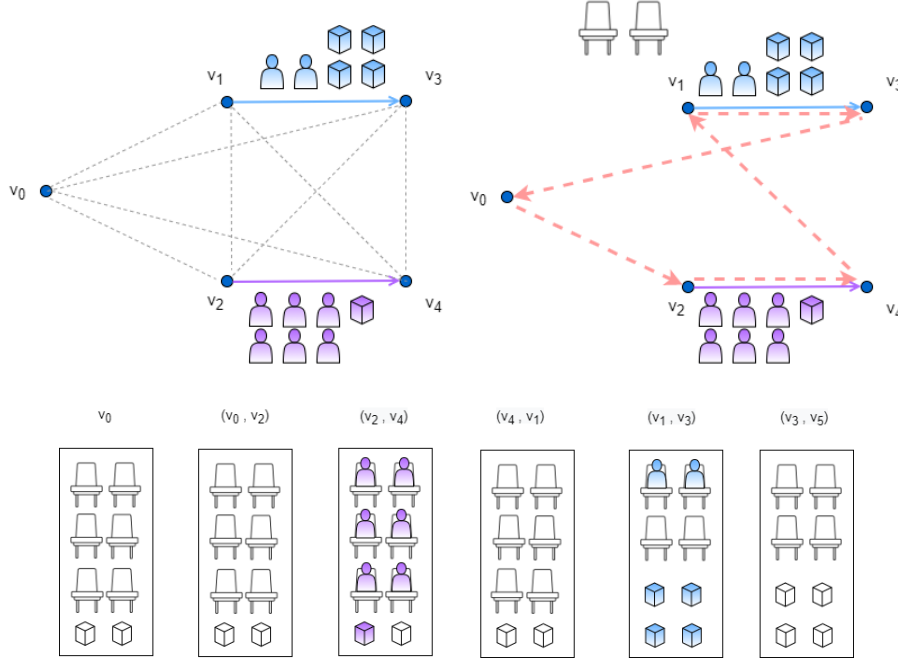 v1
v3
v0
v2
v4
v1
v3
v0
v2
v4
v0
(v0 , v2)
(v2 , v4)
(v4 , v1)
(v1 , v3)
(v3 , v5)